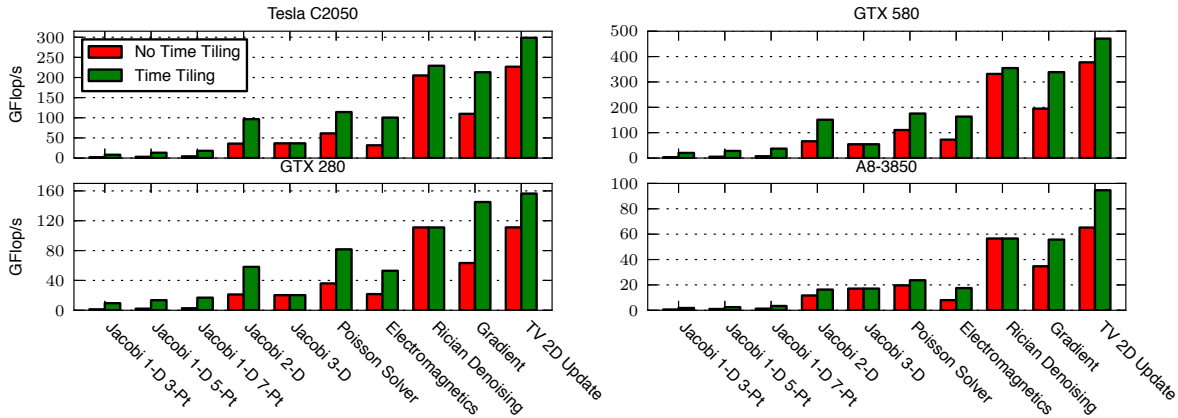 Tesla C2050
GFlop/s
300
250
200
150
100
50
0
No Time Tiling
Time Tiling
GTX 580
500
400
300
200
100
0
GTX 280
GFlop/s
160
120
80
40
0
Jacobi 1-D 3-Pt
Jacobi 1-D 5-Pt
Jacobi 1-D 7-Pt
Jacobi 2-D
Jacobi 3-D
Poisson Solver
Electromagnetics
Rician Denoising
Gradient
TV 2D Update
A8-3850
100
80
60
40
20
0
Jacobi 1-D 3-Pt
Jacobi 1-D 5-Pt
Jacobi 1-D 7-Pt
Jacobi 2-D
Jacobi 3-D
Poisson Solver
Electromagnetics
Rician Denoising
Gradient
TV 2D Update